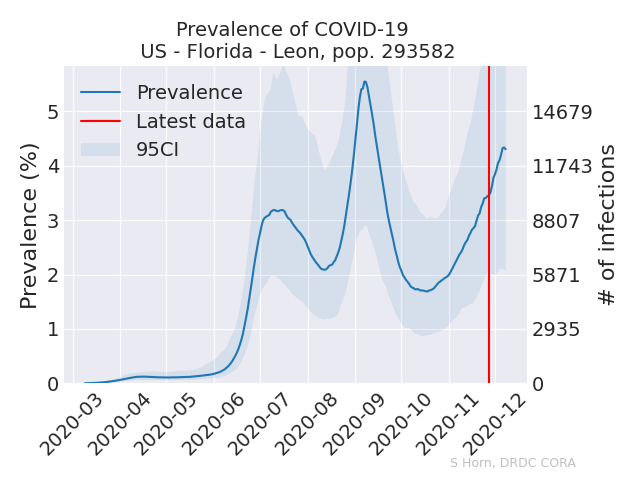 Prevalence of COVID-19
US - Florida - Leon, pop. 293582
Prevalence
Latest data
95CI
Prevalence (%)
5
4
3
2
1
0
14679
11743
8807
5871
2935
0
# of infections
2020-03
2020-04
2020-05
2020-06
2020-07
2020-08
2020-09
2020-10
2020-11
2020-12
S Horn, DRDC CORA